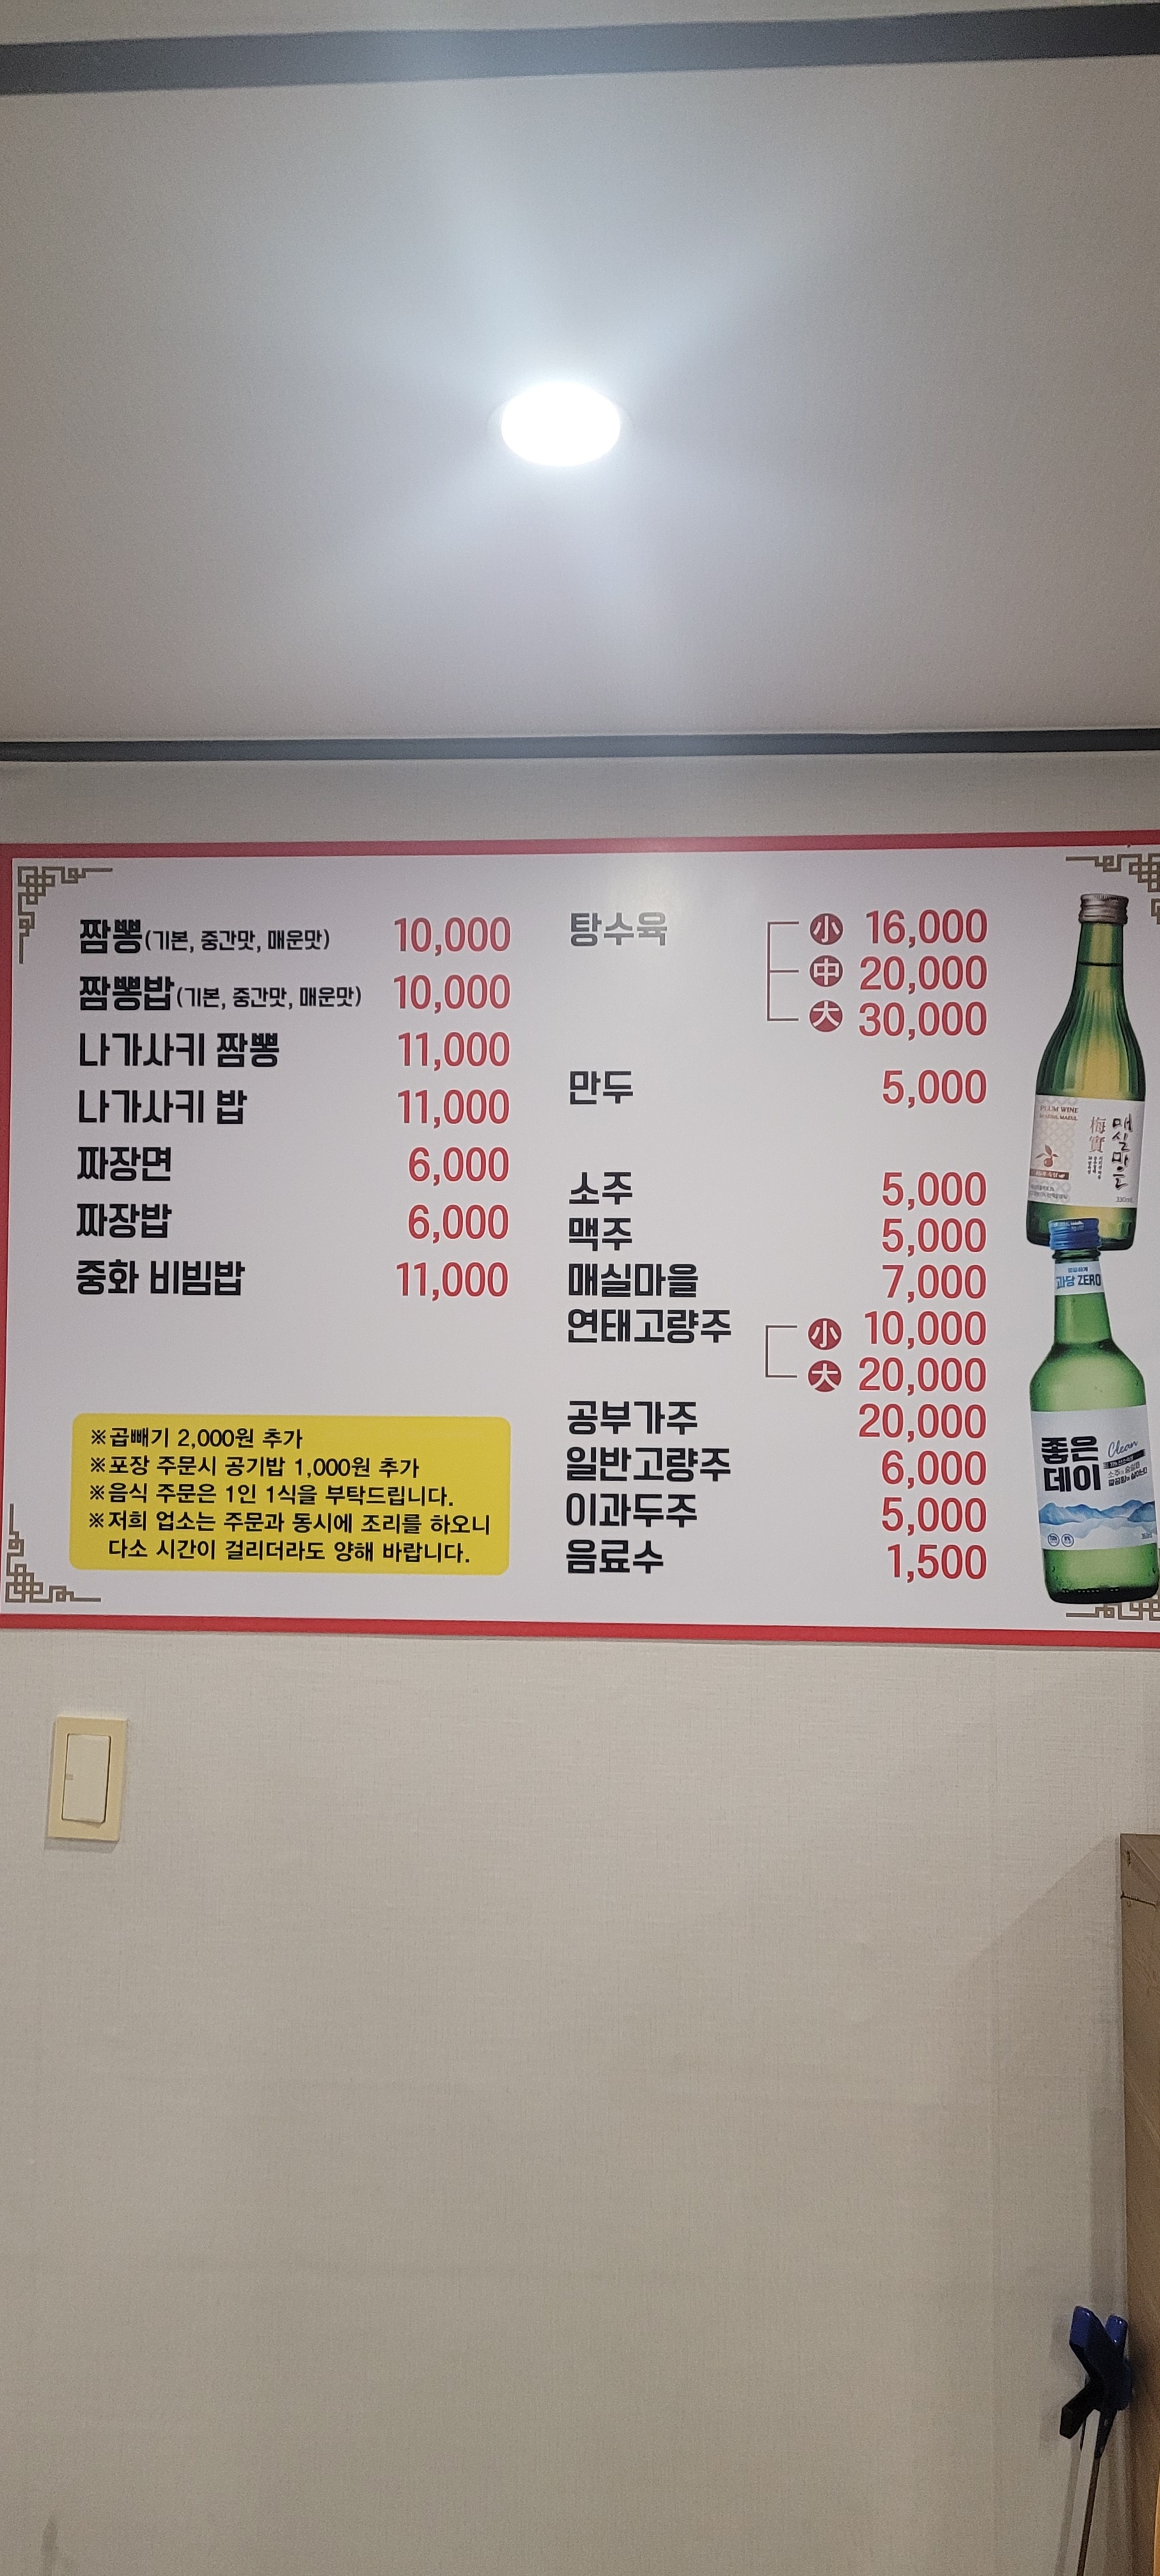 짬뽕(기본, 중간맛, 매운맛) 10,000
짬뽕밥(기본, 중간맛, 매운맛) 10,000
나가사키 짬뽕 11,000
나가사키 밥 11,000
짜장면 6,000
짜장밥 6,000
중화 비빔밥 11,000
※곱빼기 2,000원 추가
※포장 주문시 공기밥 1,000원 추가
※음식 주문은 1인 1식을 부탁드립니다.
※저희 업소는 주문과 동시에 조리를 하오니
다소 시간이 걸리더라도 양해 바랍니다.
탕수육 小 16,000
中 20,000
大 30,000
만두 5,000
소주 5,000
맥주 5,000
매실마을 7,000
연태고량주 小 10,000
大 20,000
공부가주 20,000
일반고량주 6,000
이과두주 5,000
음료수 1,500
PLUM WINE
梅實
매실마을
과당 ZERO
좋은
데이
Clean